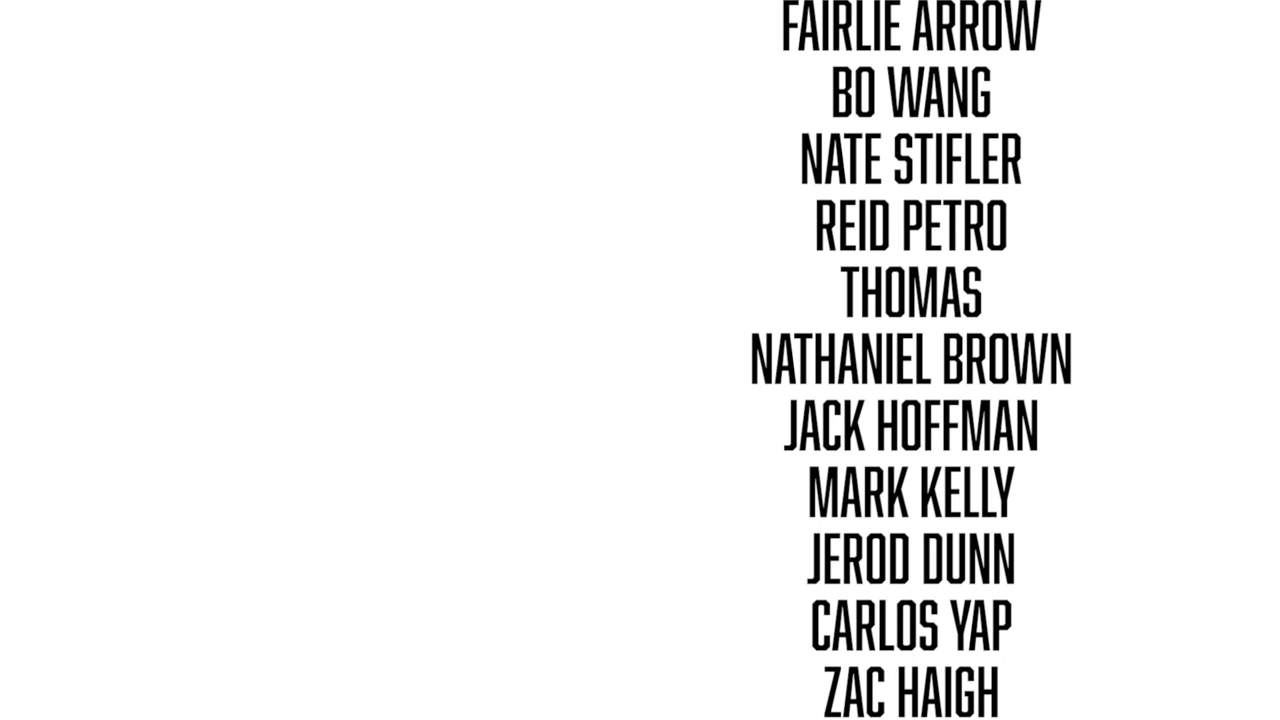 FAIRLIE ARROW
BO WANG
NATE STIFLER
REID PETRO
THOMAS
NATHANIEL BROWN
JACK HOFFMAN
MARK KELLY
JEROD DUNN
CARLOS YAP
ZAC HAIGH